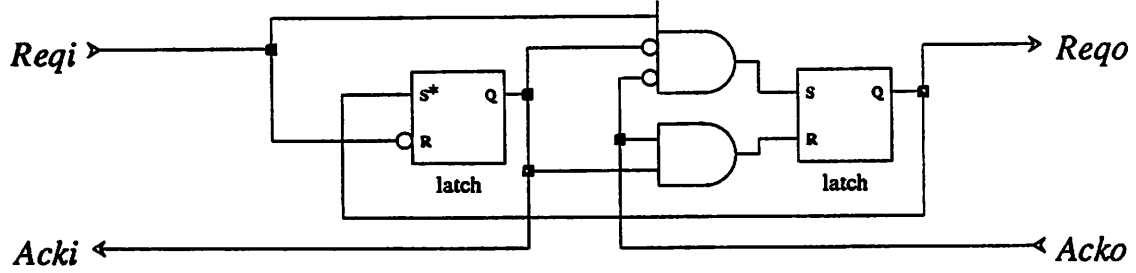 Reqi
Reqo
S* Q
R
latch
S Q
R
latch
Acki
Acko